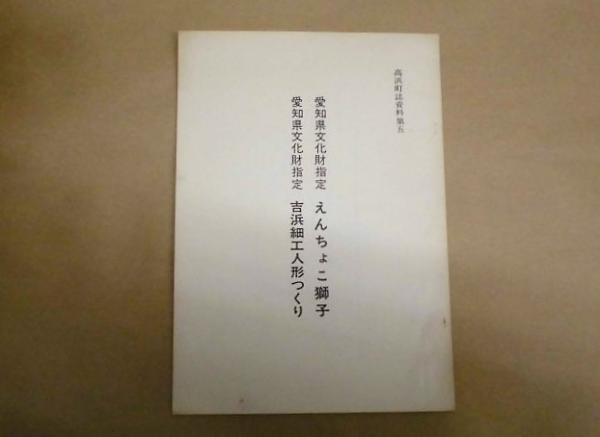 高浜町誌資料第五
愛知県文化財指定 えんちょこ獅子
愛知県文化財指定 吉浜細工人形つくり